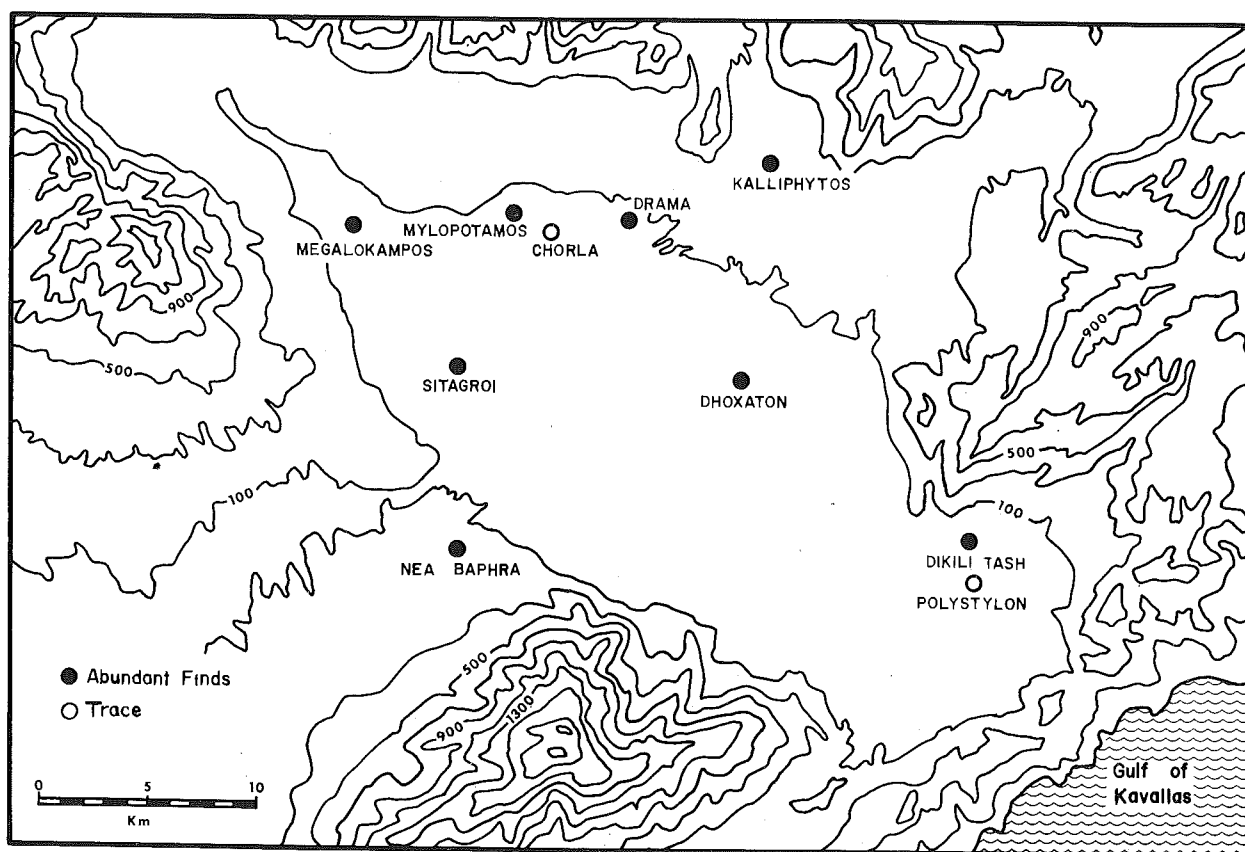 KALLIPHYTOS
DRAMA
MYLOPOTAMOS
CHORLA
MEGALOKAMPOS
900
900
500
SITAGROI
DHOXATON
500
100
100
NEA BAPHRA
DIKILI TASH
POLYSTYLON
500
900
1300
Abundant Finds
Trace
0 5 10
Km
Gulf of
Kavallas